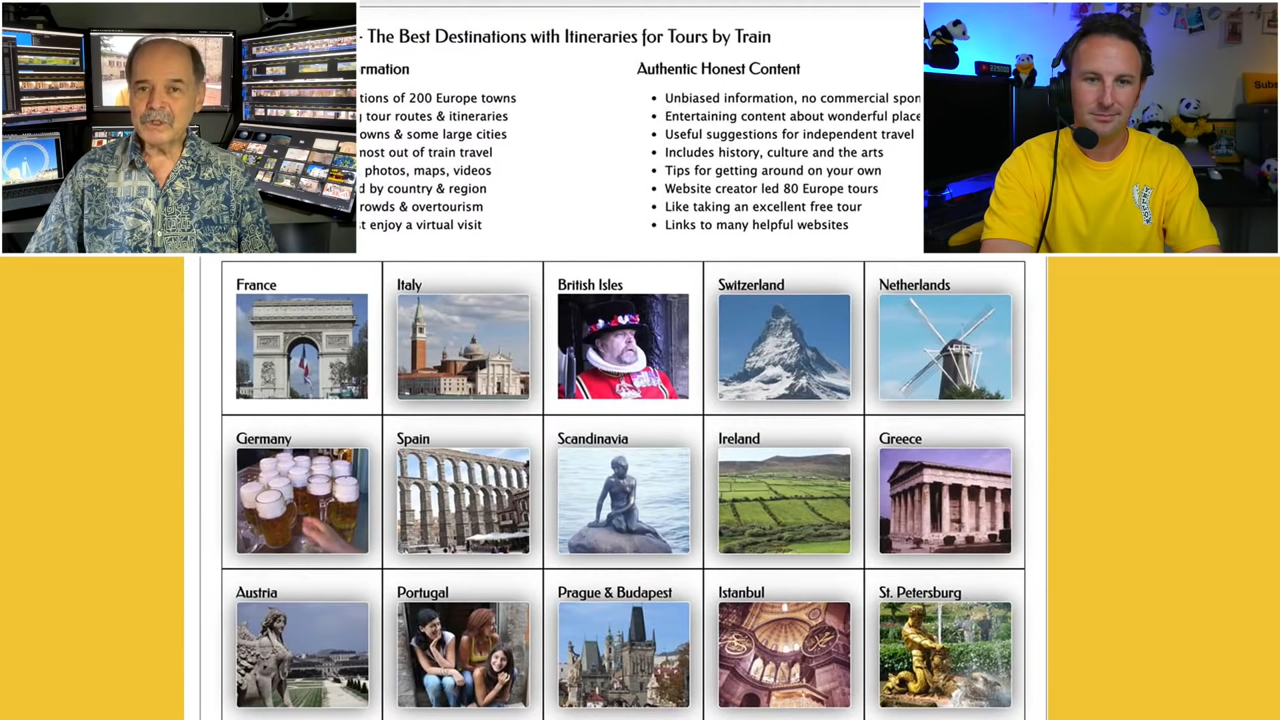 - The Best Destinations with Itineraries for Tours by Train
rmation
Authentic Honest Content
tions of 200 Europe towns
tour routes & itineraries
owns & some large cities
most out of train travel
photos, maps, videos
d by country & region
rowds & overturism
t enjoy a virtual visit
• Unbiased information, no commercial spon
• Entertaining content about wonderful place
• Useful suggestions for independent travel
• Includes history, culture and the arts
• Tips for getting around on your own
• Website creator led 80 Europe tours
• Like taking an excellent free tour
• Links to many helpful websites
Subs
France
Italy
British Isles
Switzerland
Netherlands
Germany
Spain
Scandinavia
Ireland
Greece
Austria
Portugal
Prague & Budapest
Istanbul
St. Petersburg